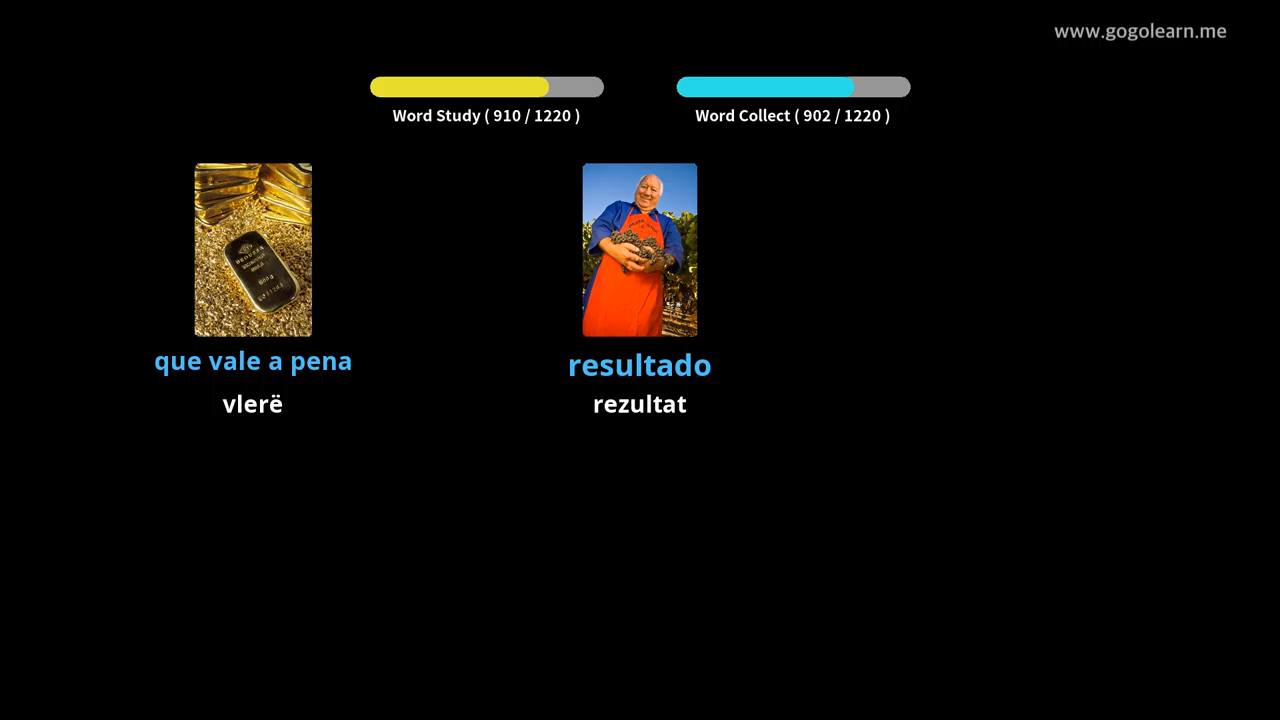 www.gogolearn.me
Word Study ( 910 / 1220 )
Word Collect ( 902 / 1220 )
que vale a pena
vlerë
resultado
rezultat